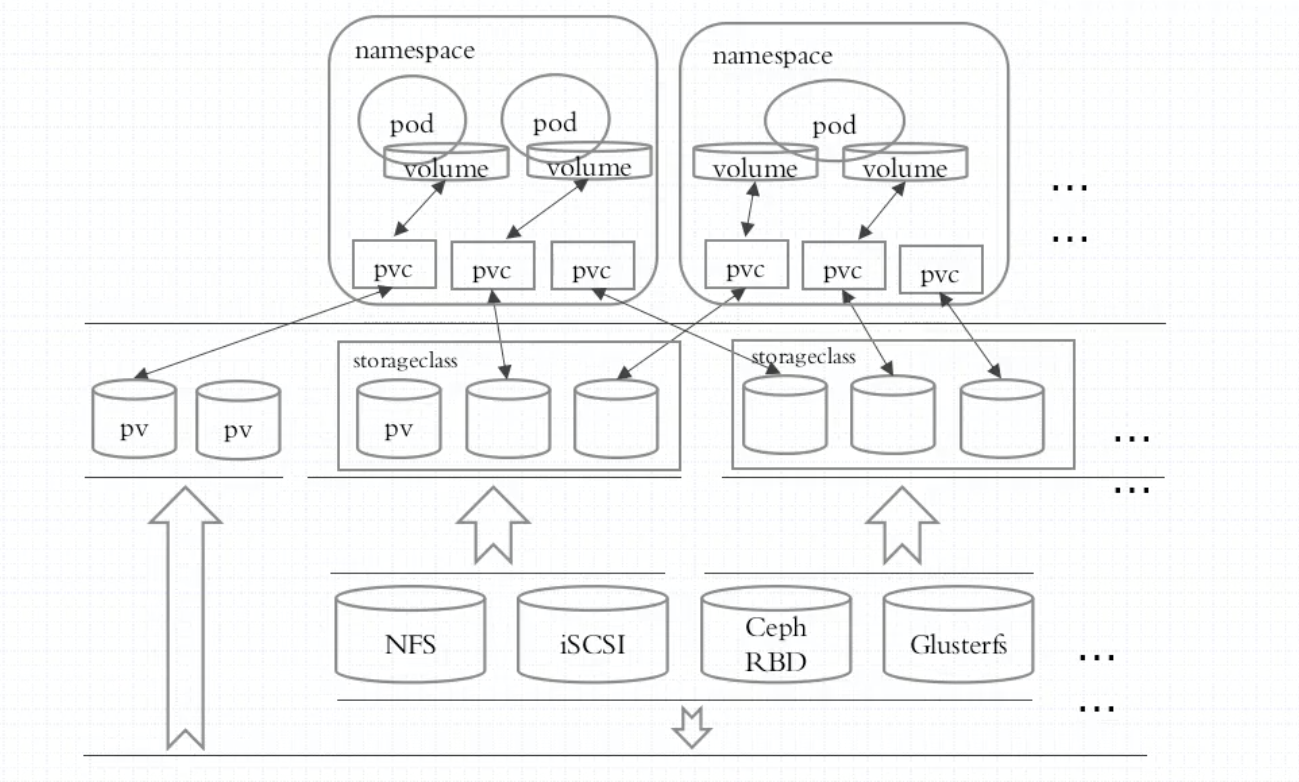 namespace
namespace
pod
pod
pod
volume
volume
volume
volume
...
...
pvc
pvc
pvc
pvc
pvc
pvc
storageclass
storageclass
pv
pv
pv
...
...
NFS
iSCSI
Ceph
RBD
Glusterfs
...
...